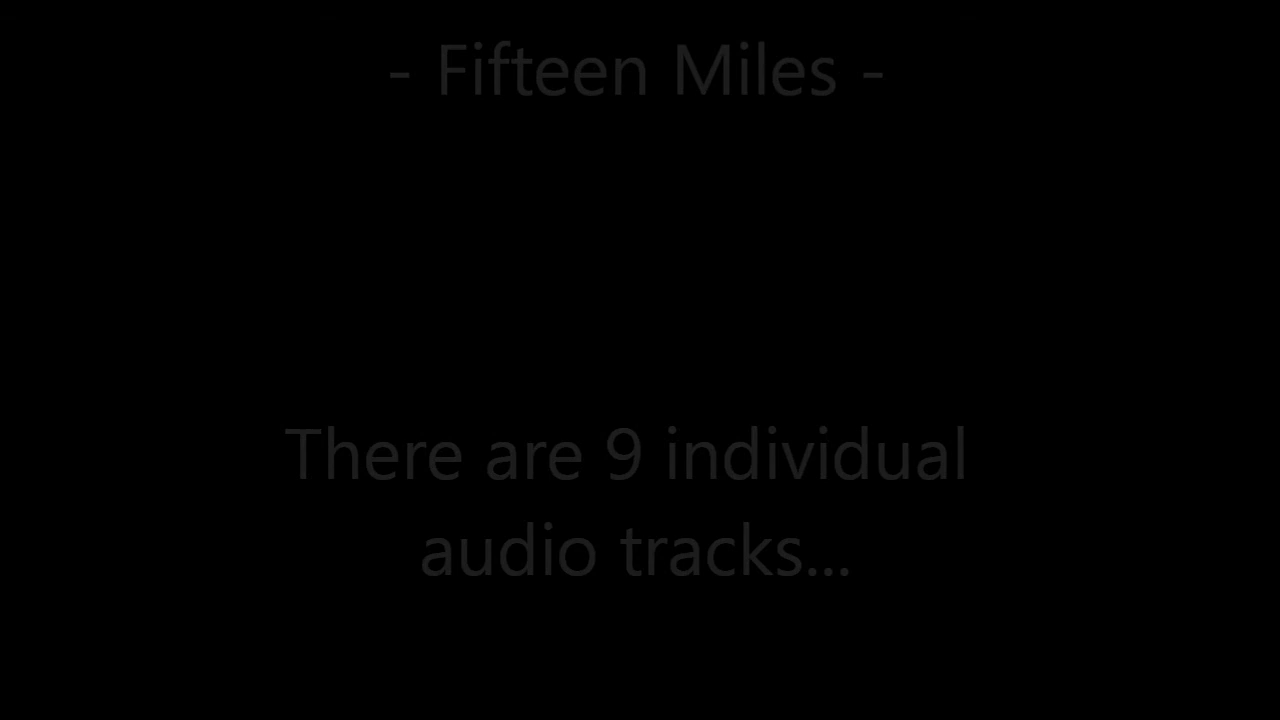 - Fifteen Miles -
There are 9 individual
audio tracks...